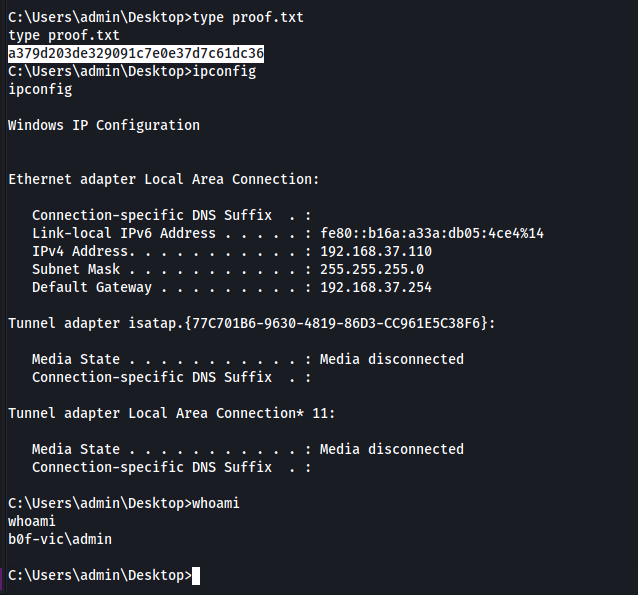 C:\Users\admin\Desktop>type proof.txt
type proof.txt
a379d203de329091c7e0e37d7c61dc36
C:\Users\admin\Desktop>ipconfig
ipconfig
Windows IP Configuration
Ethernet adapter Local Area Connection:
   Connection-specific DNS Suffix  . :
   Link-local IPv6 Address . . . . . : fe80::b16a:a33a:db05:4ce4%14
   IPv4 Address. . . . . . . . . . . : 192.168.37.110
   Subnet Mask . . . . . . . . . . . : 255.255.255.0
   Default Gateway . . . . . . . . . : 192.168.37.254
Tunnel adapter isatap.{77C701B6-9630-4819-86D3-CC961E5C38F6}:
   Media State . . . . . . . . . . . : Media disconnected
   Connection-specific DNS Suffix  . :
Tunnel adapter Local Area Connection* 11:
   Media State . . . . . . . . . . . : Media disconnected
   Connection-specific DNS Suffix  . :
C:\Users\admin\Desktop>whoami
whoami
b0f-vic\admin
C:\Users\admin\Desktop>